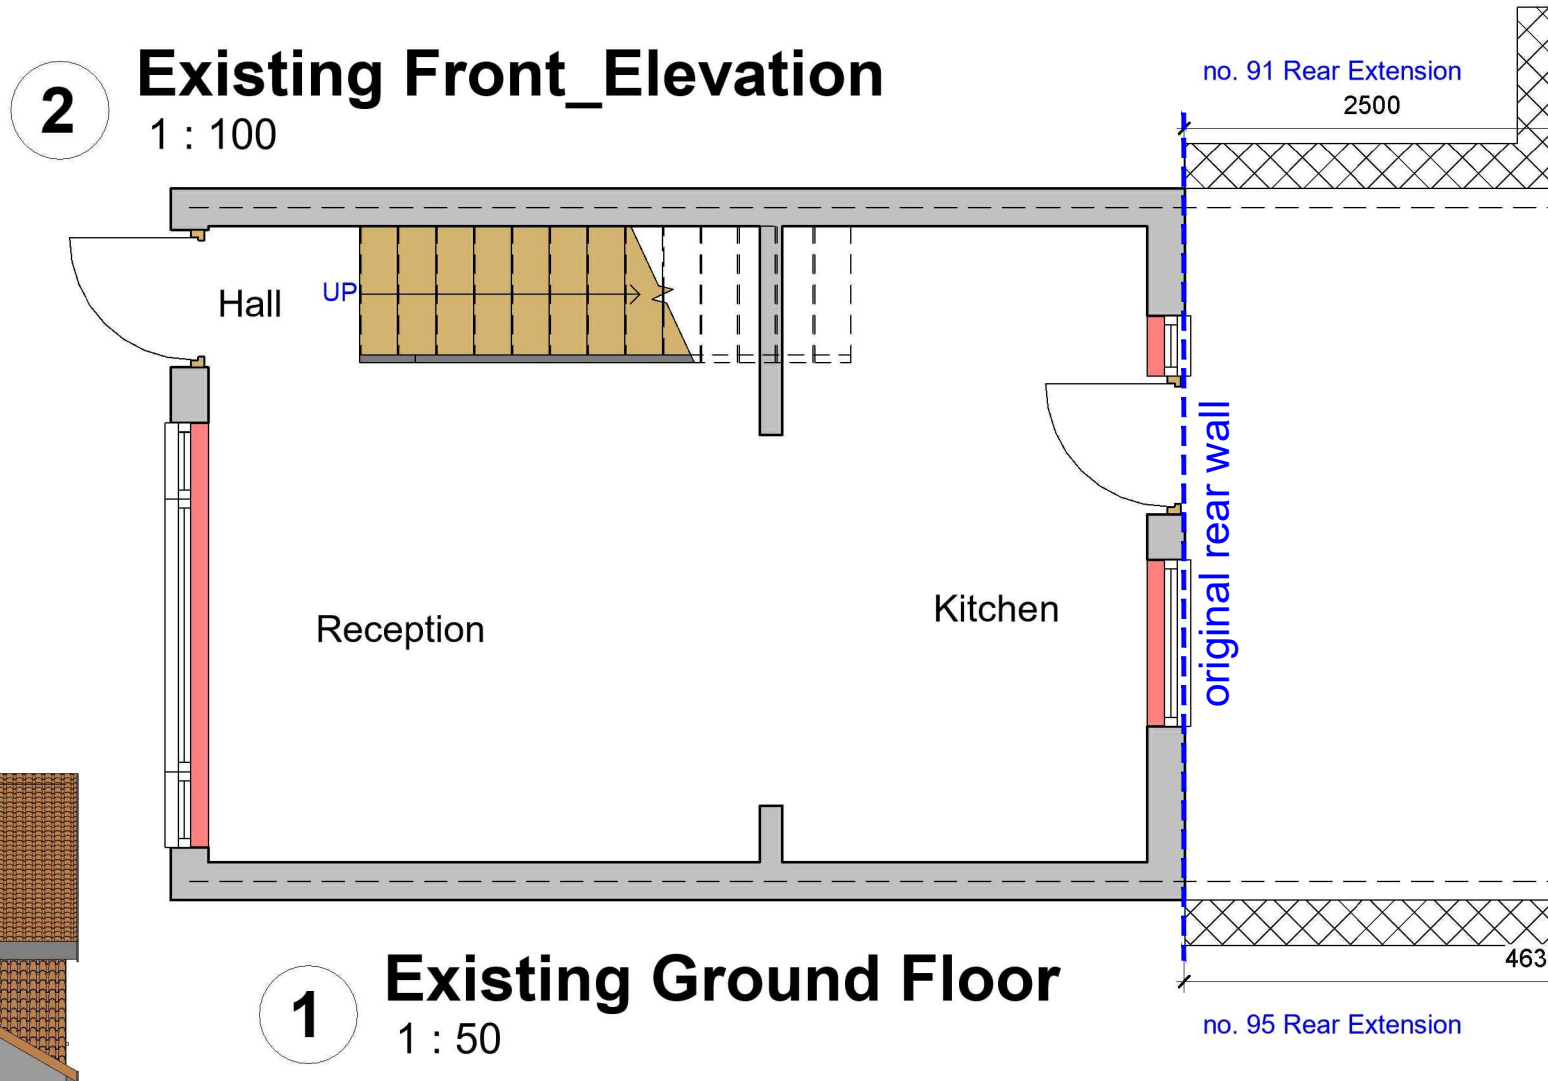 2
Existing Front_Elevation
1 : 100
no. 91 Rear Extension
2500
Hall
UP
original rear wall
Reception
Kitchen
1
Existing Ground Floor
1 : 50
463
no. 95 Rear Extension